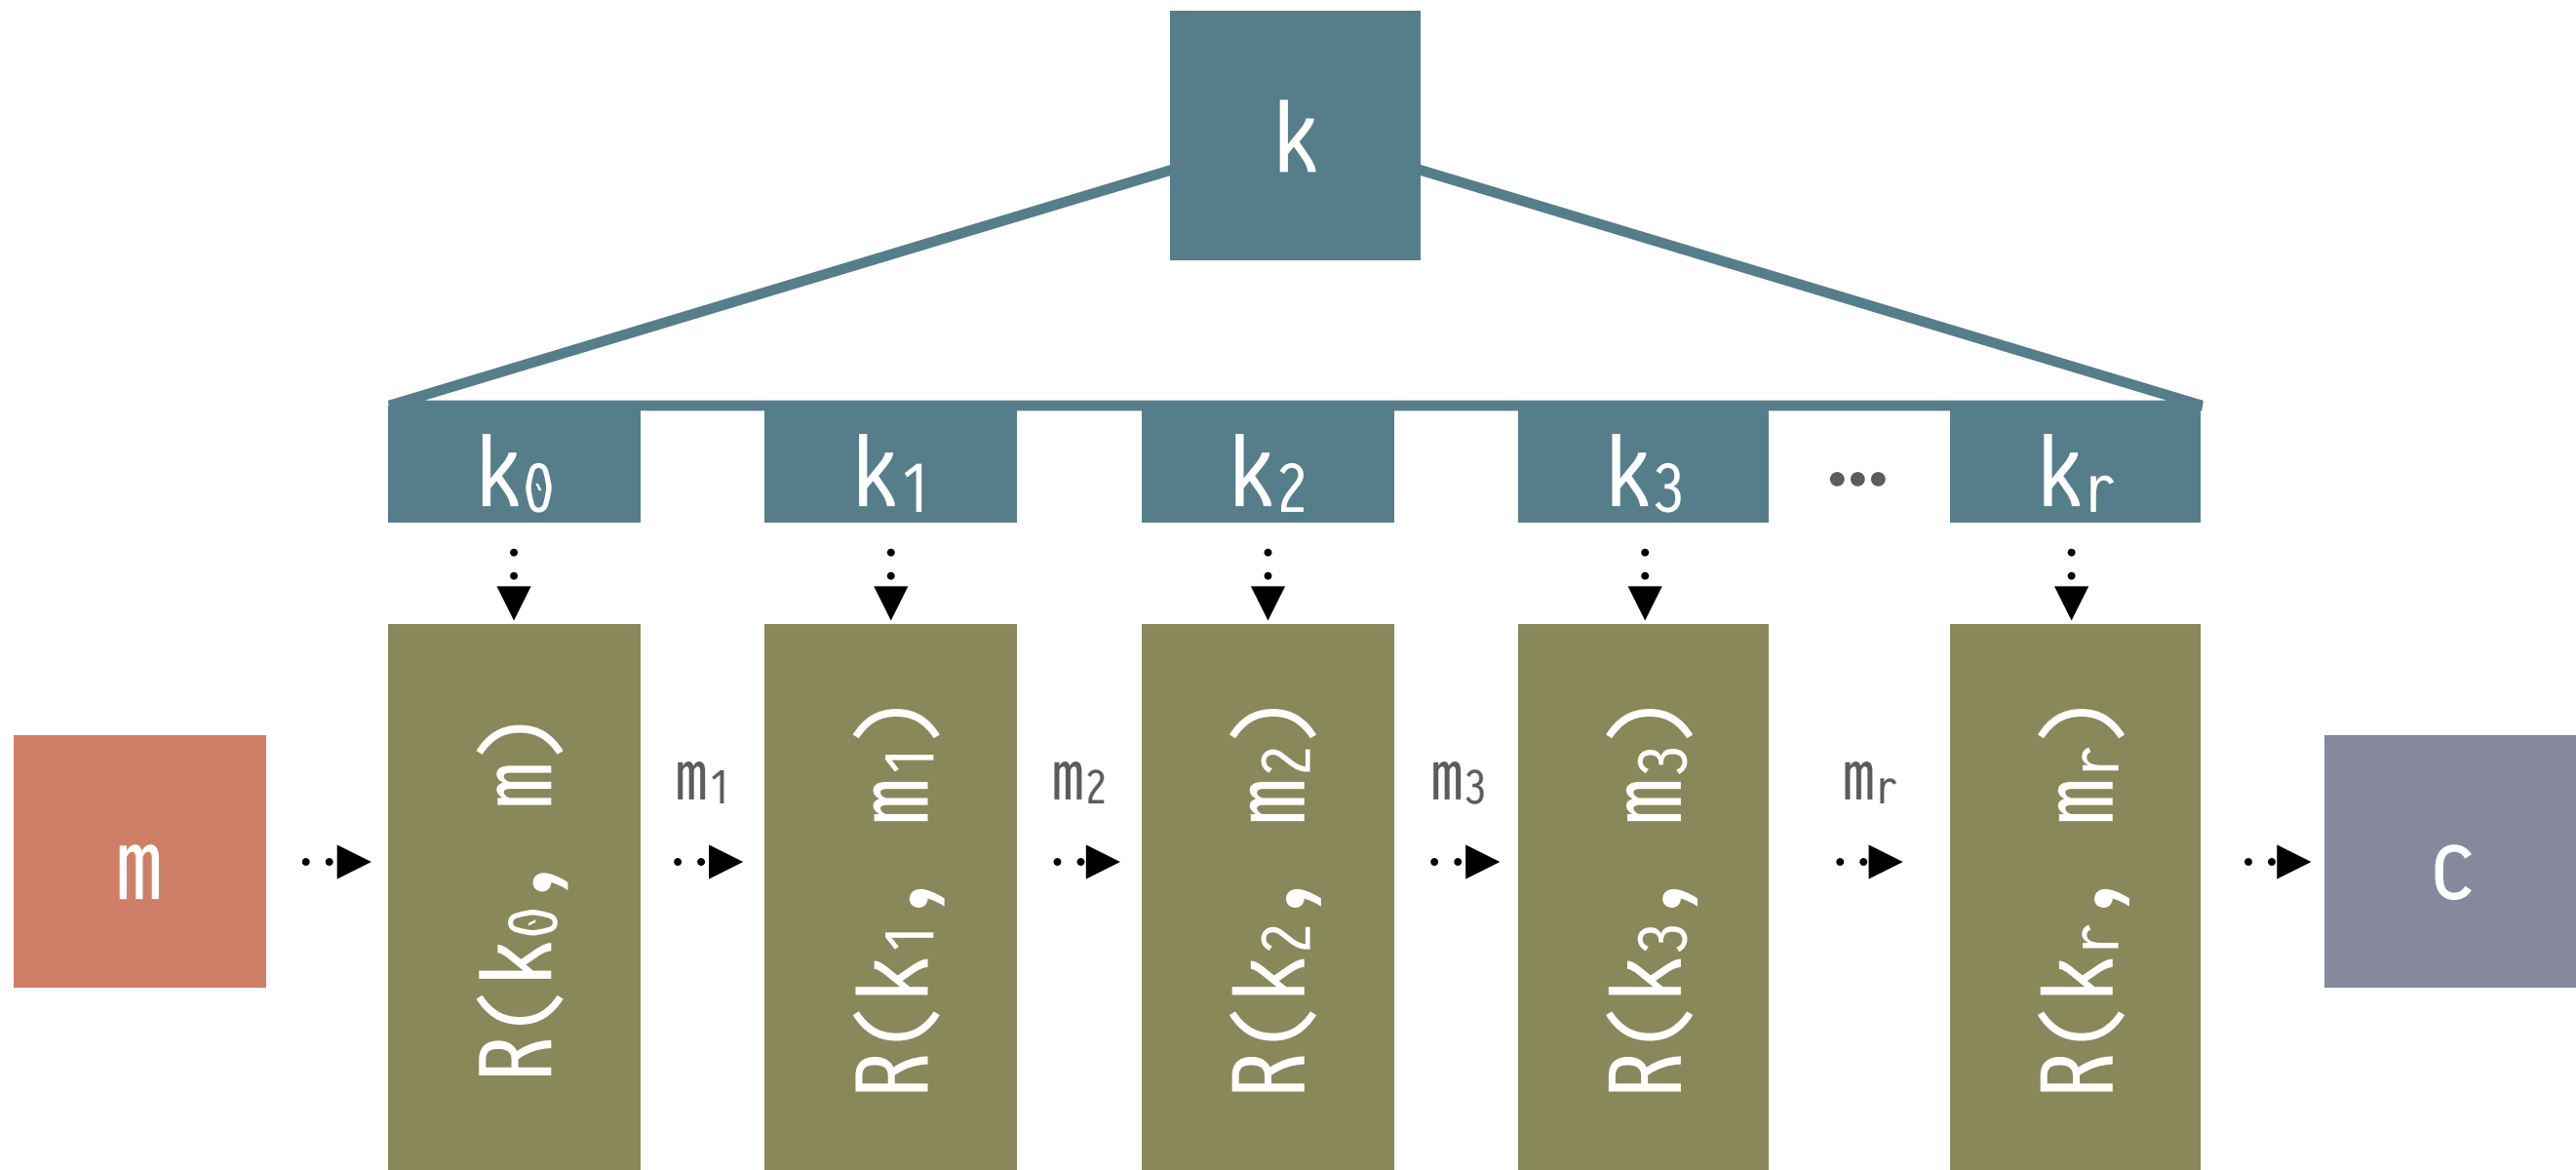 k
k0 k1 k2 k3 ••• kr
m
R(k0, m)
m1
R(k1, m1)
m2
R(k2, m2)
m3
R(k3, m3)
mr
R(kr, mr)
c